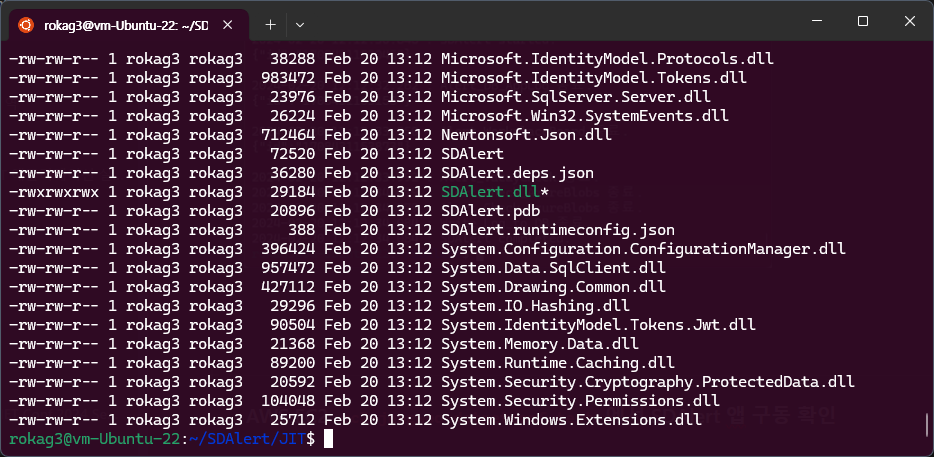 rokag3@vm-Ubuntu-22: ~/SD
-rw-rw-r-- 1 rokag3 rokag3 38288 Feb 20 13:12 Microsoft.IdentityModel.Protocols.dll
-rw-rw-r-- 1 rokag3 rokag3 983472 Feb 20 13:12 Microsoft.IdentityModel.Tokens.dll
-rw-rw-r-- 1 rokag3 rokag3 23976 Feb 20 13:12 Microsoft.SqlServer.Server.dll
-rw-rw-r-- 1 rokag3 rokag3 26224 Feb 20 13:12 Microsoft.Win32.SystemEvents.dll
-rw-rw-r-- 1 rokag3 rokag3 712464 Feb 20 13:12 Newtonsoft.Json.dll
-rw-rw-r-- 1 rokag3 rokag3 72520 Feb 20 13:12 SDAlert
-rw-rw-r-- 1 rokag3 rokag3 36280 Feb 20 13:12 SDAlert.deps.json
-rwxrwxrwx 1 rokag3 rokag3 29184 Feb 20 13:12 SDAlert.dll*
-rw-rw-r-- 1 rokag3 rokag3 20896 Feb 20 13:12 SDAlert.pdb
-rw-rw-r-- 1 rokag3 rokag3 388 Feb 20 13:12 SDAlert.runtimeconfig.json
-rw-rw-r-- 1 rokag3 rokag3 396424 Feb 20 13:12 System.Configuration.ConfigurationManager.dll
-rw-rw-r-- 1 rokag3 rokag3 957472 Feb 20 13:12 System.Data.SqlClient.dll
-rw-rw-r-- 1 rokag3 rokag3 427112 Feb 20 13:12 System.Drawing.Common.dll
-rw-rw-r-- 1 rokag3 rokag3 29296 Feb 20 13:12 System.IO.Hashing.dll
-rw-rw-r-- 1 rokag3 rokag3 90504 Feb 20 13:12 System.IdentityModel.Tokens.Jwt.dll
-rw-rw-r-- 1 rokag3 rokag3 21368 Feb 20 13:12 System.Memory.Data.dll
-rw-rw-r-- 1 rokag3 rokag3 89200 Feb 20 13:12 System.Runtime.Caching.dll
-rw-rw-r-- 1 rokag3 rokag3 20592 Feb 20 13:12 System.Security.Cryptography.ProtectedData.dll
-rw-rw-r-- 1 rokag3 rokag3 104048 Feb 20 13:12 System.Security.Permissions.dll
-rw-rw-r-- 1 rokag3 rokag3 25712 Feb 20 13:12 System.Windows.Extensions.dll
앱 구동 확인
rokag3@vm-Ubuntu-22:~/SDAlert/JIT$